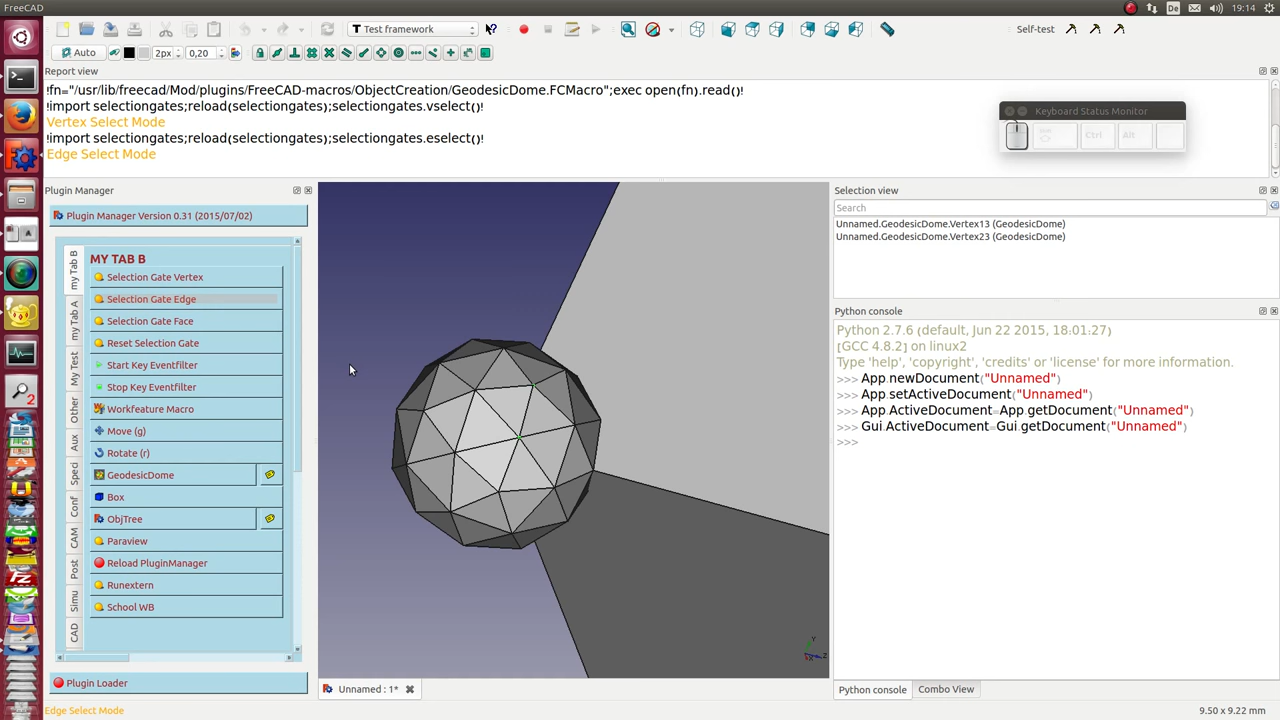 FreeCAD
De
19:14
Test framework
Self-test
Auto
2px
0,20
Report view
!fn="/usr/lib/freecad/Mod/plugins/FreeCAD-macros/ObjectCreation/GeodesicDome.FCMacro";exec open(fn).read()!
!import selectiongates;reload(selectiongates);selectiongates.vselect()!
Vertex Select Mode
!import selectiongates;reload(selectiongates);selectiongates.eselect()!
Edge Select Mode
Keyboard Status Monitor
Ctrl
Alt
Plugin Manager
Plugin Manager Version 0.31 (2015/07/02)
my Tab B
my Tab A
My Test
Other
Aux
Sped
Conf
CAM
Post
Simu
CAD
MY TAB B
Selection Gate Vertex
Selection Gate Edge
Selection Gate Face
Reset Selection Gate
Start Key Eventfilter
Stop Key Eventfilter
Workfeature Macro
Move (g)
Rotate (r)
GeodesicDome
Box
ObjTree
Paraview
Reload PluginManager
Runextern
School WB
Plugin Loader
Y
Z
Unnamed : 1*
Selection view
Search
Unnamed.GeodesicDome.Vertex13 (GeodesicDome)
Unnamed.GeodesicDome.Vertex23 (GeodesicDome)
Python console
Python 2.7.6 (default, Jun 22 2015, 18:01:27)
[GCC 4.8.2] on linux2
Type 'help', 'copyright', 'credits' or 'license' for more information.
>>> App.newDocument("Unnamed")
>>> App.setActiveDocument("Unnamed")
>>> App.ActiveDocument=App.getDocument("Unnamed")
>>> Gui.ActiveDocument=Gui.getDocument("Unnamed")
>>>
Python console
Combo View
Edge Select Mode
9.50 x 9.22 mm